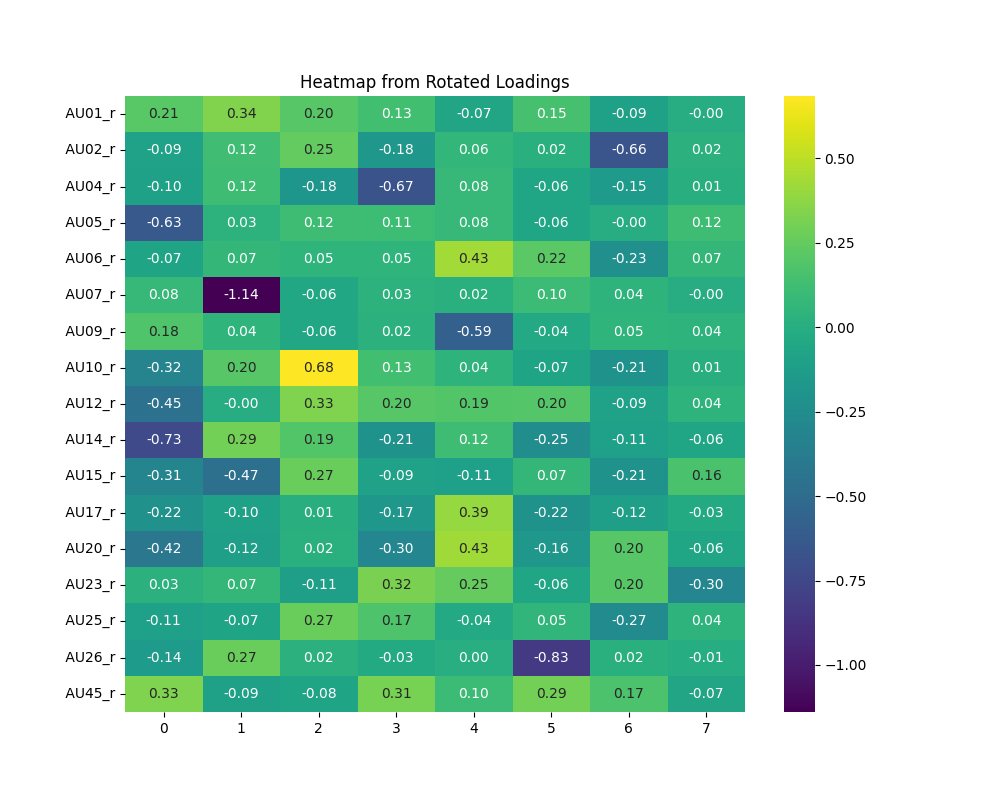 Heatmap from Rotated Loadings
AU01_r 0.21 0.34 0.20 0.13 -0.07 0.15 -0.09 -0.00
AU02_r -0.09 0.12 0.25 -0.18 0.06 0.02 -0.66 0.02
AU04_r -0.10 0.12 -0.18 -0.67 0.08 -0.06 -0.15 0.01
AU05_r -0.63 0.03 0.12 0.11 0.08 -0.06 -0.00 0.12
AU06_r -0.07 0.07 0.05 0.05 0.43 0.22 -0.23 0.07
AU07_r 0.08 -1.14 -0.06 0.03 0.02 0.10 0.04 -0.00
AU09_r 0.18 0.04 -0.06 0.02 -0.59 -0.04 0.05 0.04
AU10_r -0.32 0.20 0.68 0.13 0.04 -0.07 -0.21 0.01
AU12_r -0.45 -0.00 0.33 0.20 0.19 0.20 -0.09 0.04
AU14_r -0.73 0.29 0.19 -0.21 0.12 -0.25 -0.11 -0.06
AU15_r -0.31 -0.47 0.27 -0.09 -0.11 0.07 -0.21 0.16
AU17_r -0.22 -0.10 0.01 -0.17 0.39 -0.22 -0.12 -0.03
AU20_r -0.42 -0.12 0.02 -0.30 0.43 -0.16 0.20 -0.06
AU23_r 0.03 0.07 -0.11 0.32 0.25 -0.06 0.20 -0.30
AU25_r -0.11 -0.07 0.27 0.17 -0.04 0.05 -0.27 0.04
AU26_r -0.14 0.27 0.02 -0.03 0.00 -0.83 0.02 -0.01
AU45_r 0.33 -0.09 -0.08 0.31 0.10 0.29 0.17 -0.07
0 1 2 3 4 5 6 7
0.50
0.25
0.00
−0.25
−0.50
−0.75
−1.00